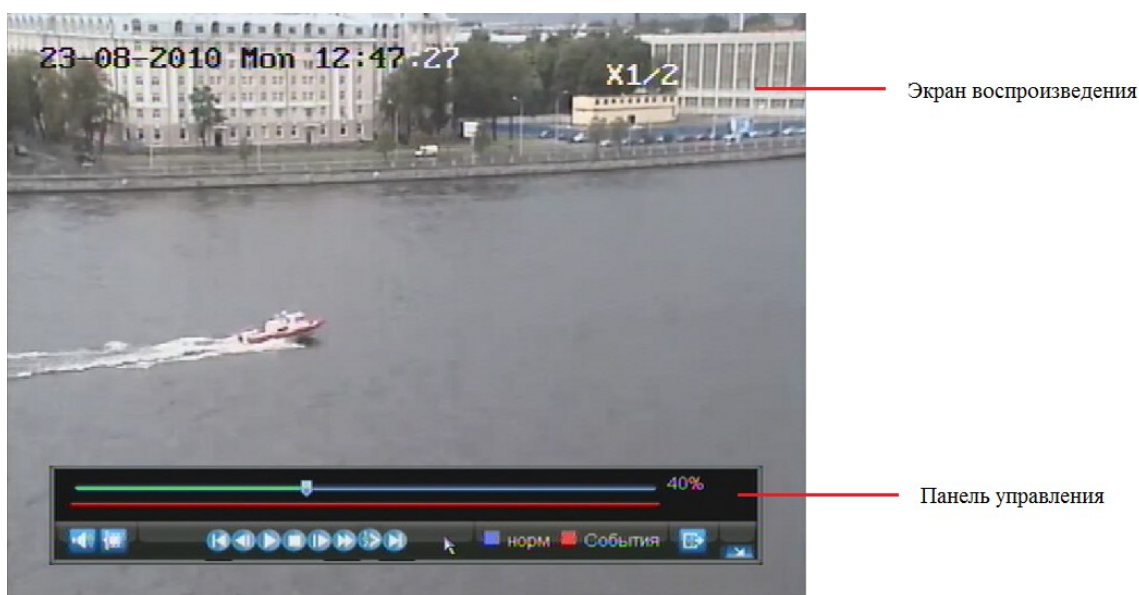 23-08-2010 Mon 12:47:27
X1/2
Экран воспроизведения
40%
Панель управления
норм
События